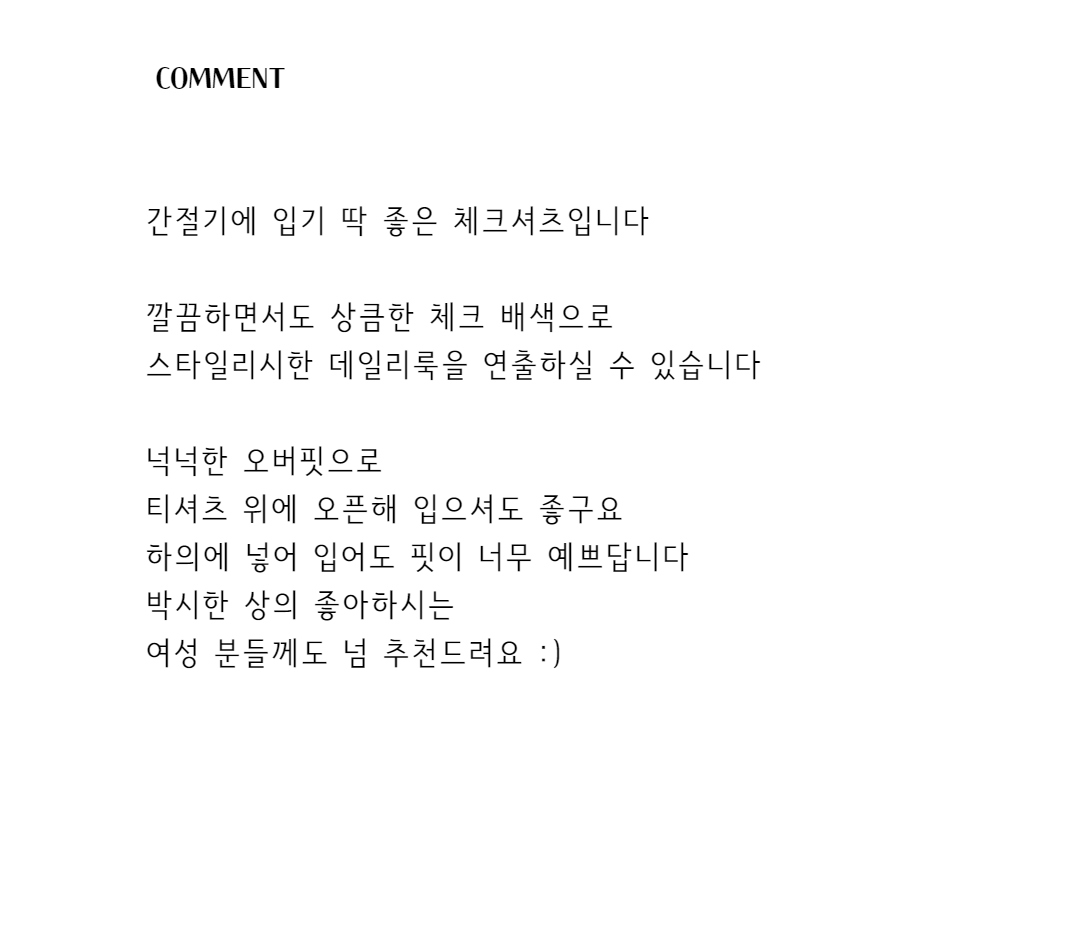 COMMENT
간절기에 입기 딱 좋은 체크셔츠입니다
깔끔하면서도 상큼한 체크 배색으로
스타일리시한 데일리룩을 연출하실 수 있습니다
넉넉한 오버핏으로
티셔츠 위에 오픈해 입으셔도 좋구요
하의에 넣어 입어도 핏이 너무 예쁘답니다
박시한 상의 좋아하시는
여성 분들께도 넘 추천드려요 :)